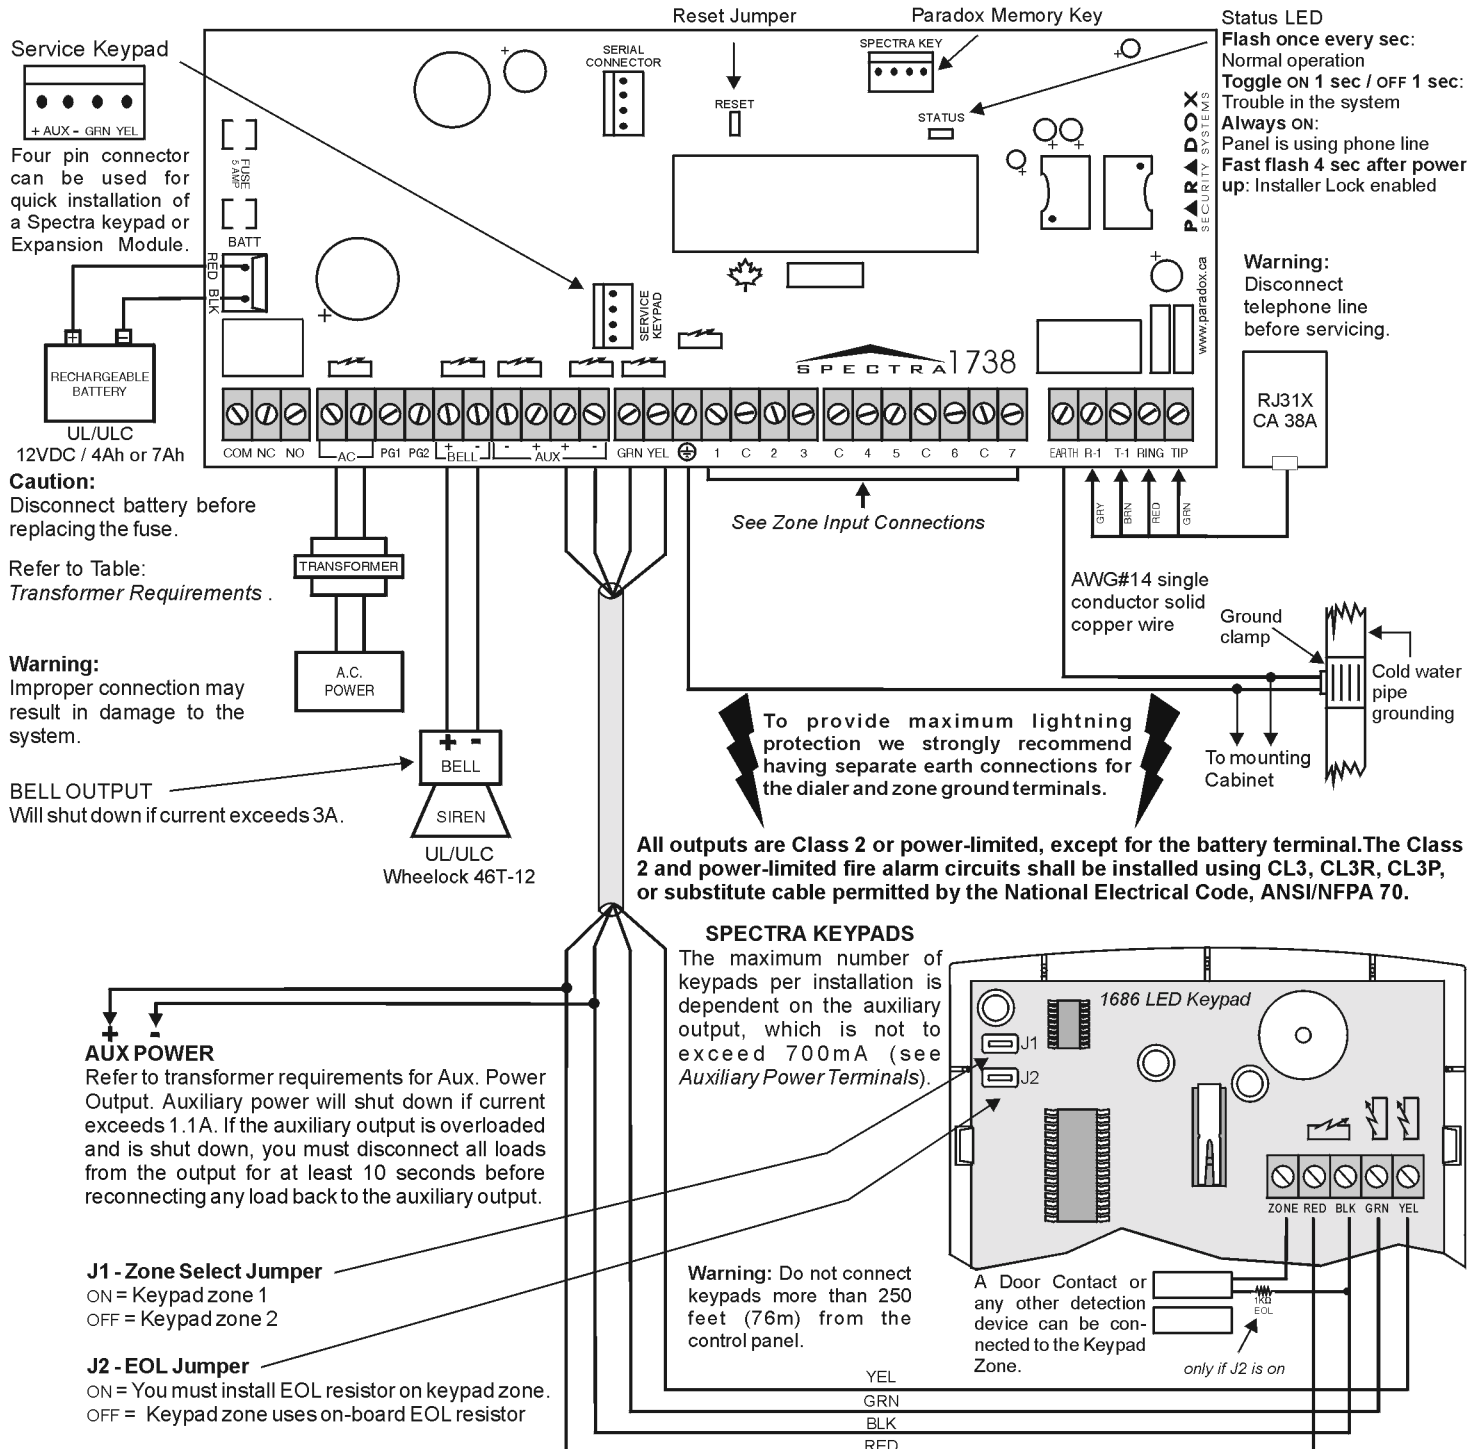 Reset Jumper
Paradox Memory Key
Status LED
Flash once every sec:
Normal operation
Toggle ON 1 sec / OFF 1 sec:
Trouble in the system
Always ON:
Panel is using phone line
Fast flash 4 sec after power
up: Installer Lock enabled
Service Keypad
+ AUX - GRN YEL
Four pin connector
can be used for
quick installation of
a Spectra keypad or
Expansion Module.
SERIAL
CONNECTOR
RESET
SPECTRA KEY
STATUS
PARADOX
SECURITY SYSTEMS
www.paradox.ca
FUSE
5 AMP
BATT
RED
BLK
+ -
RECHARGEABLE
BATTERY
UL/ULC
12VDC / 4Ah or 7Ah
SERVICE
KEYPAD
SPECTRA 1738
Warning:
Disconnect
telephone line
before servicing.
RJ31X
CA 38A
COM NC NO AC PG1 PG2 + BELL - - + AUX + - GRN YEL 1 C 2 3 C 4 5 C 6 C 7 EARTH R-1 T-1 RING TIP
GRY
BRN
RED
GRN
Caution:
Disconnect battery before
replacing the fuse.
Refer to Table:
Transformer Requirements .
TRANSFORMER
A.C.
POWER
See Zone Input Connections
AWG#14 single
conductor solid
copper wire
Ground
clamp
Cold water
pipe
grounding
To mounting
Cabinet
Warning:
Improper connection may
result in damage to the
system.
BELL OUTPUT
Will shut down if current exceeds 3A.
+ -
BELL
SIREN
UL/ULC
Wheelock 46T-12
To provide maximum lightning
protection we strongly recommend
having separate earth connections for
the dialer and zone ground terminals.
All outputs are Class 2 or power-limited, except for the battery terminal.The Class
2 and power-limited fire alarm circuits shall be installed using CL3, CL3R, CL3P,
or substitute cable permitted by the National Electrical Code, ANSI/NFPA 70.
SPECTRA KEYPADS
The maximum number of
keypads per installation is
dependent on the auxiliary
output, which is not to
exceed 700mA (see
Auxiliary Power Terminals).
1686 LED Keypad
J1
J2
ZONE RED BLK GRN YEL
+ -
AUX POWER
Refer to transformer requirements for Aux. Power
Output. Auxiliary power will shut down if current
exceeds 1.1A. If the auxiliary output is overloaded
and is shut down, you must disconnect all loads
from the output for at least 10 seconds before
reconnecting any load back to the auxiliary output.
J1 - Zone Select Jumper
ON = Keypad zone 1
OFF = Keypad zone 2
J2 - EOL Jumper
ON = You must install EOL resistor on keypad zone.
OFF = Keypad zone uses on-board EOL resistor
Warning: Do not connect
keypads more than 250
feet (76m) from the
control panel.
A Door Contact or
any other detection
device can be con-
nected to the Keypad
Zone.
1KΩ
EOL
only if J2 is on
YEL
GRN
BLK
RED